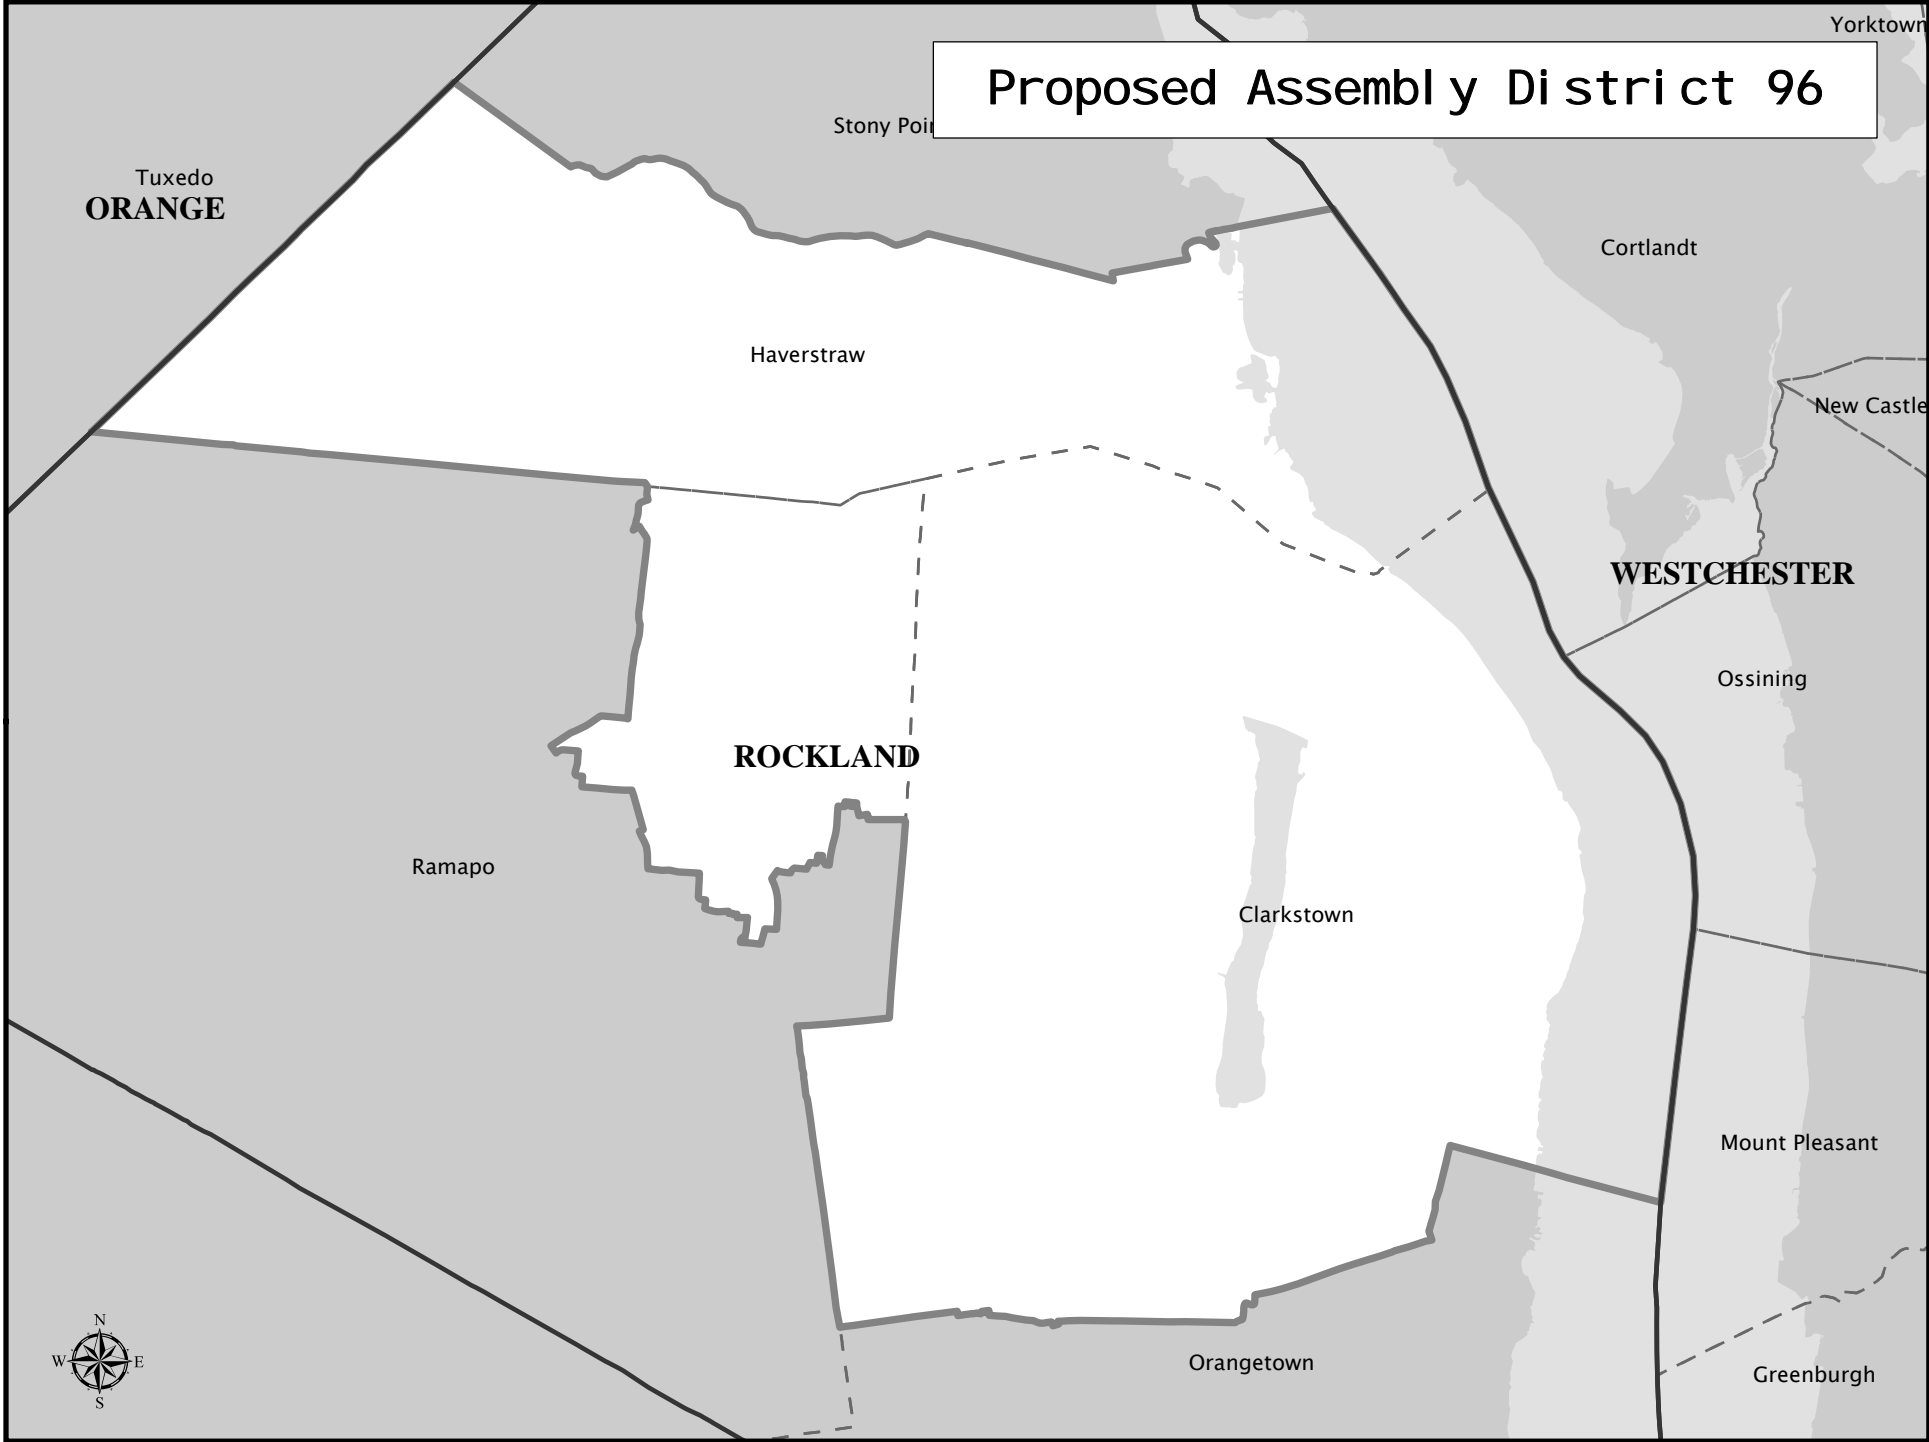 Yorktown
Proposed Assembly District 96
Stony Poi
Tuxedo
ORANGE
Cortlandt
Haverstraw
New Castle
WESTCHESTER
Ossining
ROCKLAND
Ramapo
Clarkstown
Mount Pleasant
N
W E
S
Orangetown
Greenburgh